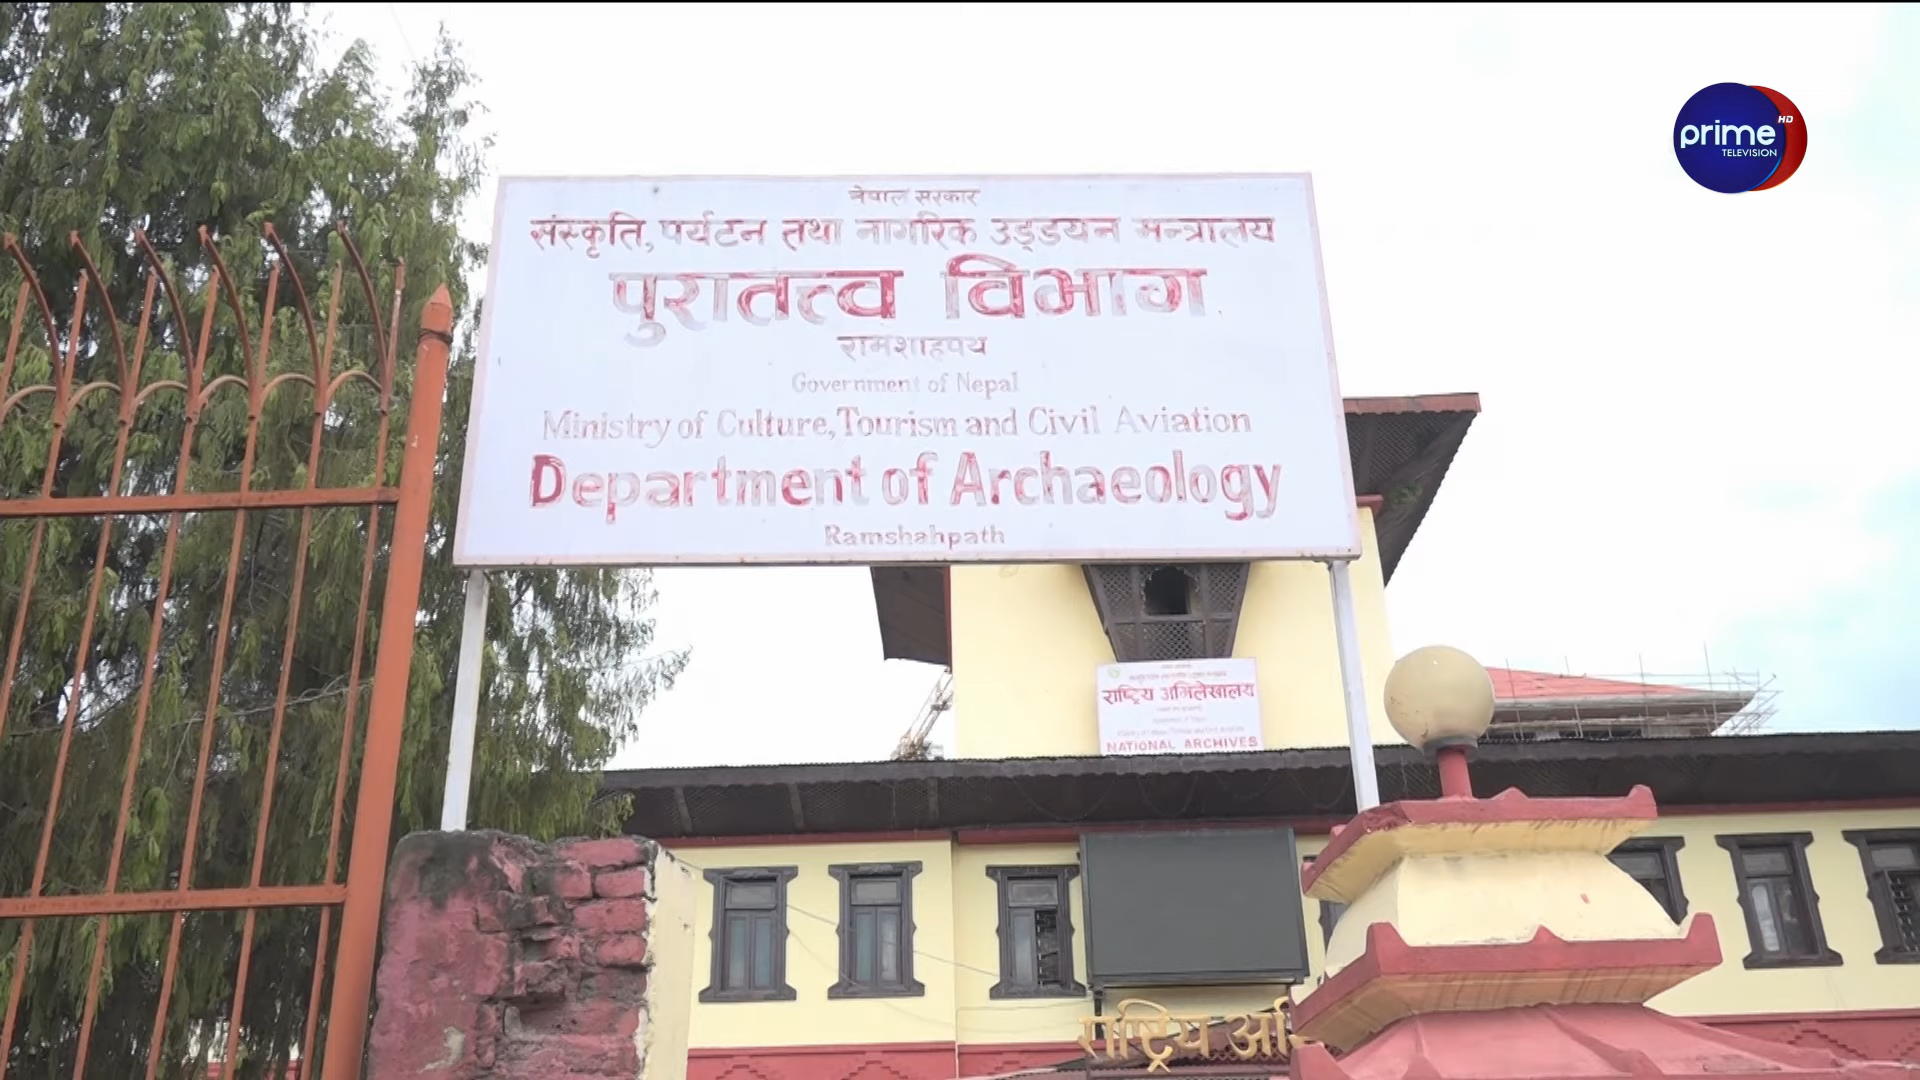 prime HD
TELEVISION
नेपाल सरकार
संस्कृति, पर्यटन तथा नागरिक उड्डयन मन्त्रालय
पुरातत्त्व विभाग
रामशाहपथ
Government of Nepal
Ministry of Culture, Tourism and Civil Aviation
Department of Archaeology
Ramshahpath
राष्ट्रिय अभिलेखालय
NATIONAL ARCHIVES
राष्ट्रिय